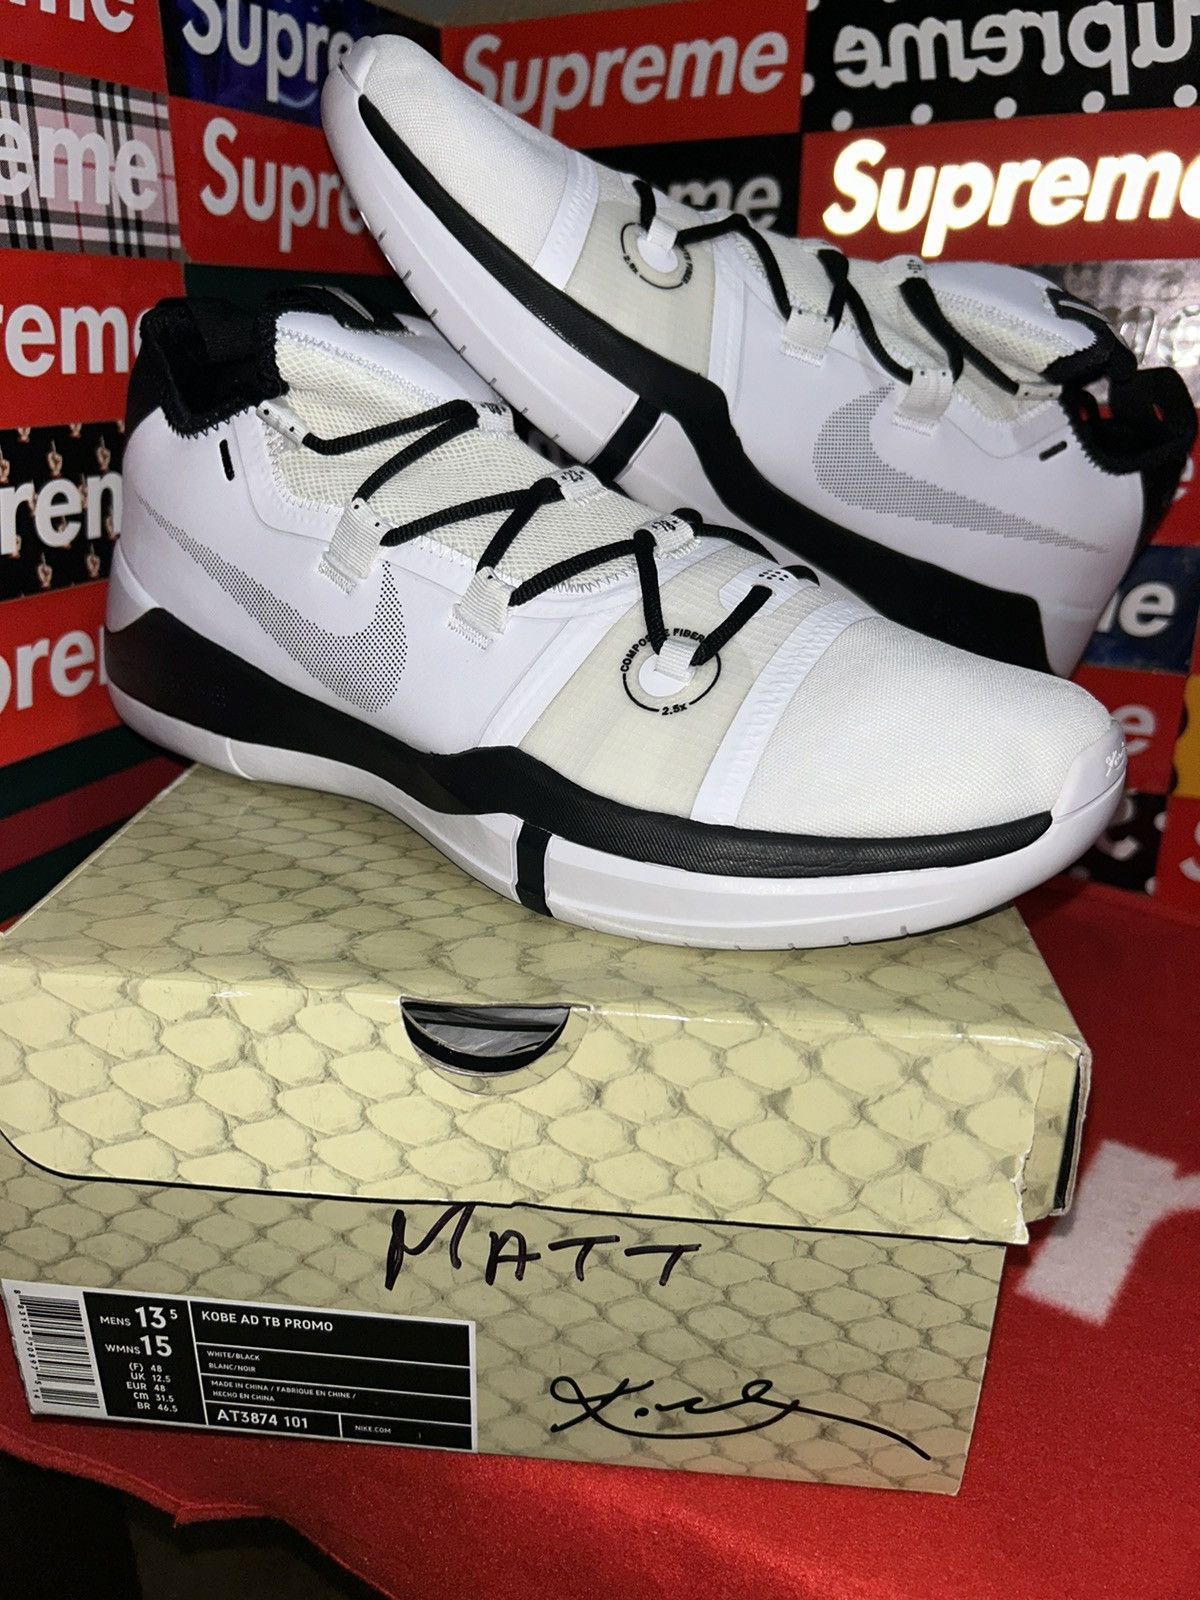 Supreme
Supreme
Supreme
Supreme
Supreme
COMPOSITE FIBER
2.5x
MATT
MENS 13.5
WMNS 15
(F) 48
UK 12.5
EUR 48
cm 31.5
BR 46.5
KOBE AD TB PROMO
WHITE/BLACK
BLANC/NOIR
MADE IN CHINA / FABRIQUE EN CHINE /
HECHO EN CHINA
AT3874 101
NIKE.COM